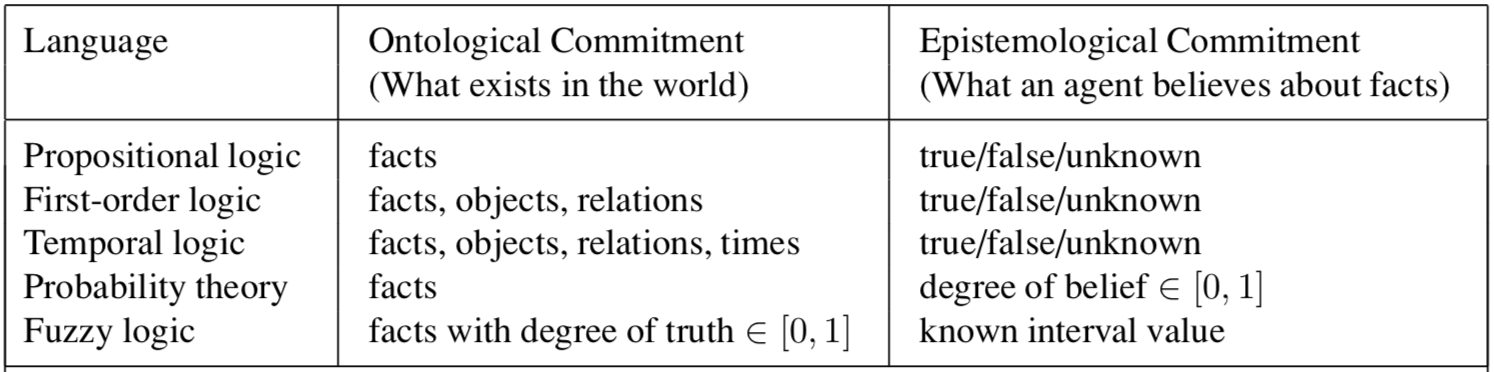 Language Ontological Commitment Epistemological Commitment
(What exists in the world) (What an agent believes about facts)
Propositional logic facts true/false/unknown
First-order logic facts, objects, relations true/false/unknown
Temporal logic facts, objects, relations, times true/false/unknown
Probability theory facts degree of belief ∈ [0, 1]
Fuzzy logic facts with degree of truth ∈ [0, 1] known interval value